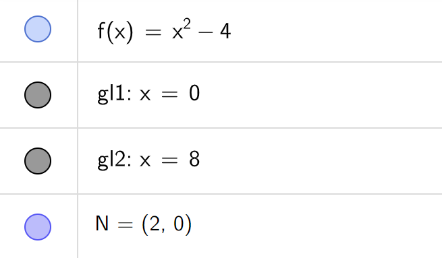 f(x) = x² – 4
gl1: x = 0
gl2: x = 8
N = (2, 0)